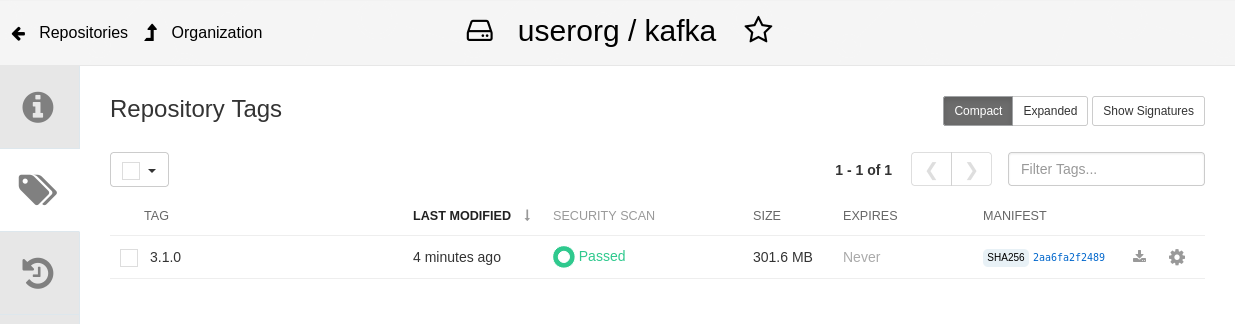 Repositories Organization userorg / kafka
Repository Tags Compact Expanded Show Signatures
1 - 1 of 1 Filter Tags...
TAG LAST MODIFIED SECURITY SCAN SIZE EXPIRES MANIFEST
3.1.0 4 minutes ago Passed 301.6 MB Never SHA256 2aa6fa2f2489